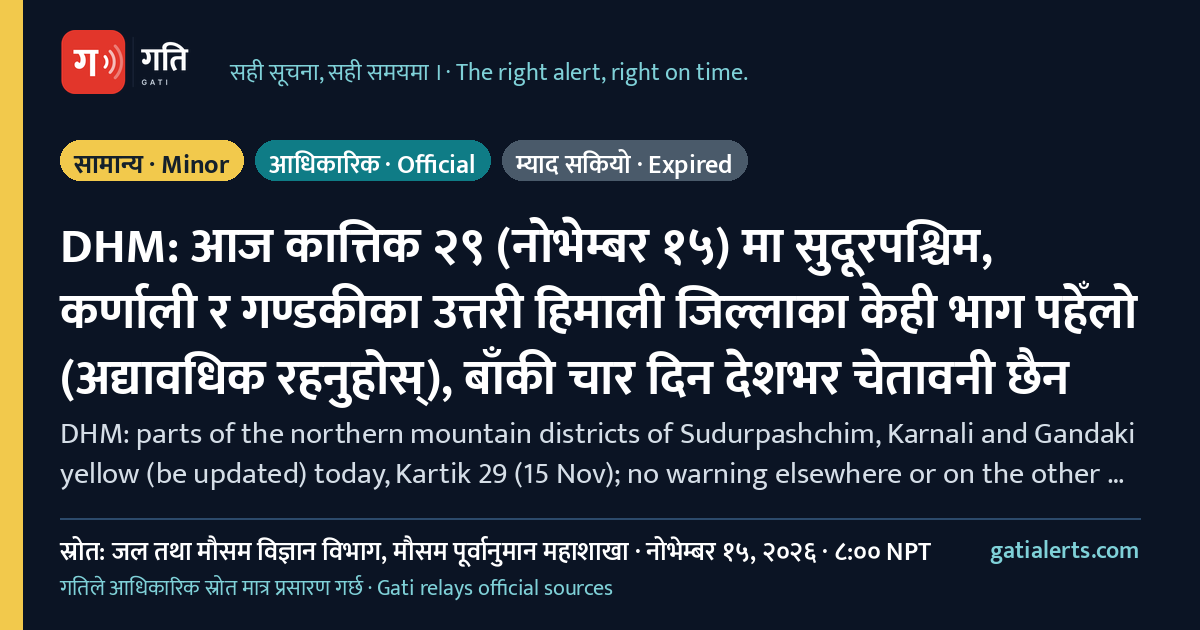 ग गति
GATI
सही सूचना, सही समयमा । · The right alert, right on time.
सामान्य · Minor
आधिकारिक · Official
म्याद सकियो · Expired
DHM: आज कात्तिक २९ (नोभेम्बर १५) मा सुदूरपश्चिम,
कर्णाली र गण्डकीका उत्तरी हिमाली जिल्लाका केही भाग पहेँलो
(अद्यावधिक रहनुहोस्), बाँकी चार दिन देशभर चेतावनी छैन
DHM: parts of the northern mountain districts of Sudurpashchim, Karnali and Gandaki
yellow (be updated) today, Kartik 29 (15 Nov); no warning elsewhere or on the other ...
स्रोत: जल तथा मौसम विज्ञान विभाग, मौसम पूर्वानुमान महाशाखा · नोभेम्बर १५, २०२६ · ८:०० NPT
gatialerts.com
गतिले आधिकारिक स्रोत मात्र प्रसारण गर्छ · Gati relays official sources